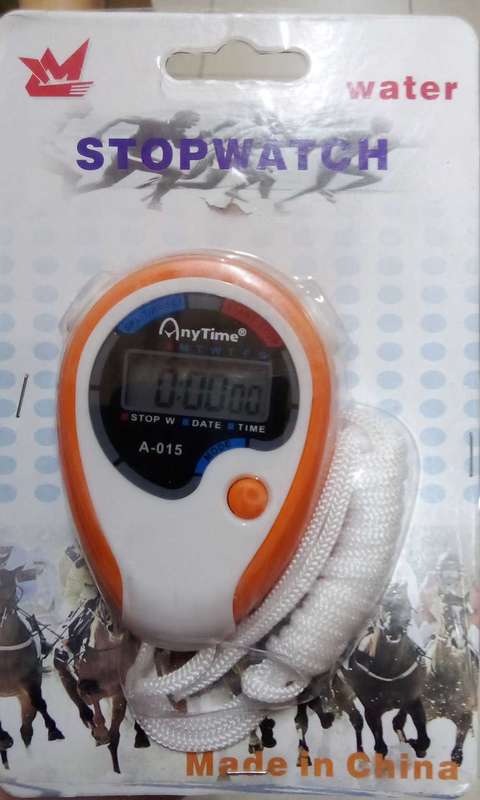 water
STOPWATCH
AnyTime®
0:00 00
STOP W DATE TIME
A-015
MODE
Made in China